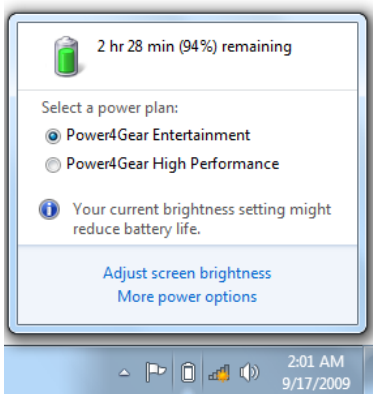 2 hr 28 min (94%) remaining
Select a power plan:
Power4Gear Entertainment
Power4Gear High Performance
Your current brightness setting might
reduce battery life.
Adjust screen brightness
More power options
2:01 AM
9/17/2009